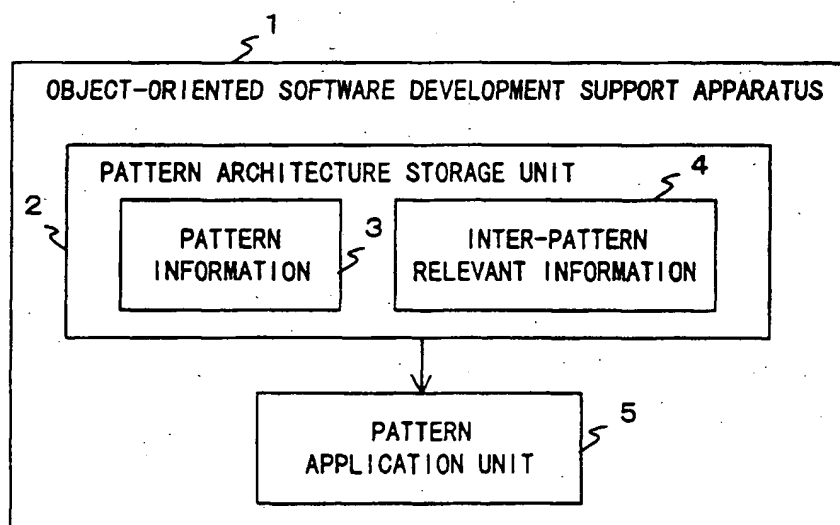 1
OBJECT-ORIENTED SOFTWARE DEVELOPMENT SUPPORT APPARATUS
PATTERN ARCHITECTURE STORAGE UNIT
4
2
PATTERN
INFORMATION
3
INTER-PATTERN
RELEVANT INFORMATION
5
PATTERN
APPLICATION UNIT